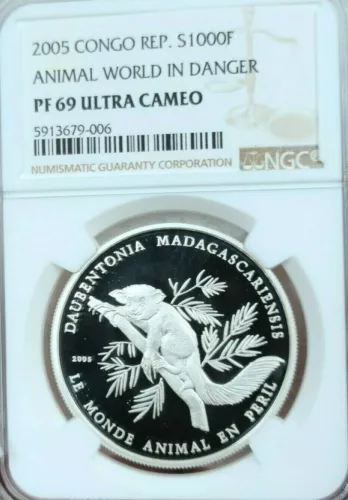 2005 CONGO REP. S1000F
ANIMAL WORLD IN DANGER
PF 69 ULTRA CAMEO
5913679-006
NUMISMATIC GUARANTY CORPORATION
NGC®
DAUBENTONIA MADAGASCARIENSIS
2005
LE MONDE ANIMAL EN PERIL